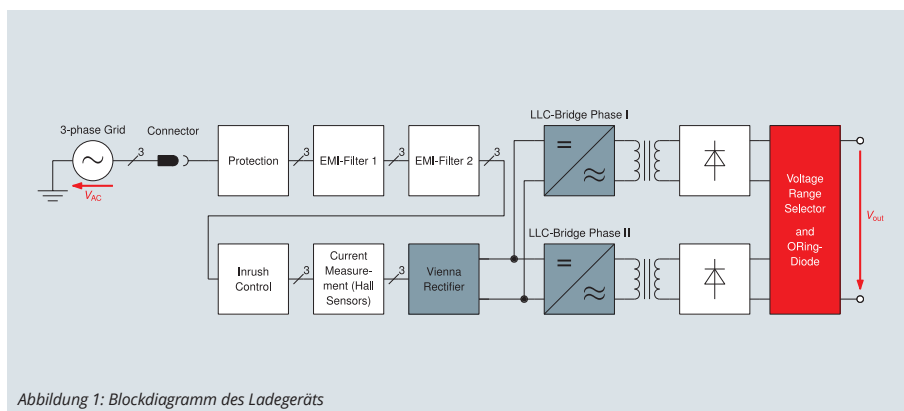 3-phase Grid
Connector
3
V_AC
Protection
3
EMI-Filter 1
3
EMI-Filter 2
3
LLC-Bridge Phase I
Voltage
Range
Selector
and
ORing-
Diode
V_out
Inrush
Control
3
Current
Measure-
ment (Hall
Sensors)
3
Vienna
Rectifier
LLC-Bridge Phase II
Abbildung 1: Blockdiagramm des Ladegeräts